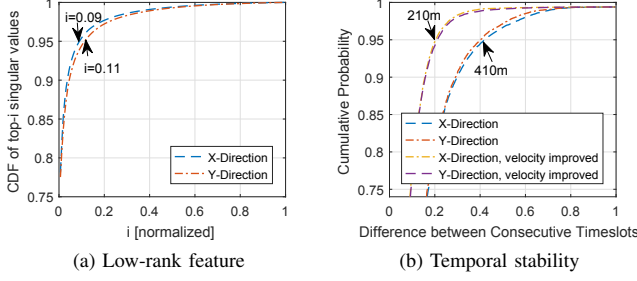 CDF of top-i singular values
1
0.95
0.9
0.85
0.8
0.75
i=0.09
i=0.11
X-Direction
Y-Direction
0 0.2 0.4 0.6 0.8 1
i [normalized]
(a) Low-rank feature
Cumulative Probability
1
0.95
0.9
0.85
0.8
0.75
210m
410m
X-Direction
Y-Direction
X-Direction, velocity improved
Y-Direction, velocity improved
0 0.2 0.4 0.6 0.8 1
Difference between Consecutive Timeslots
(b) Temporal stability